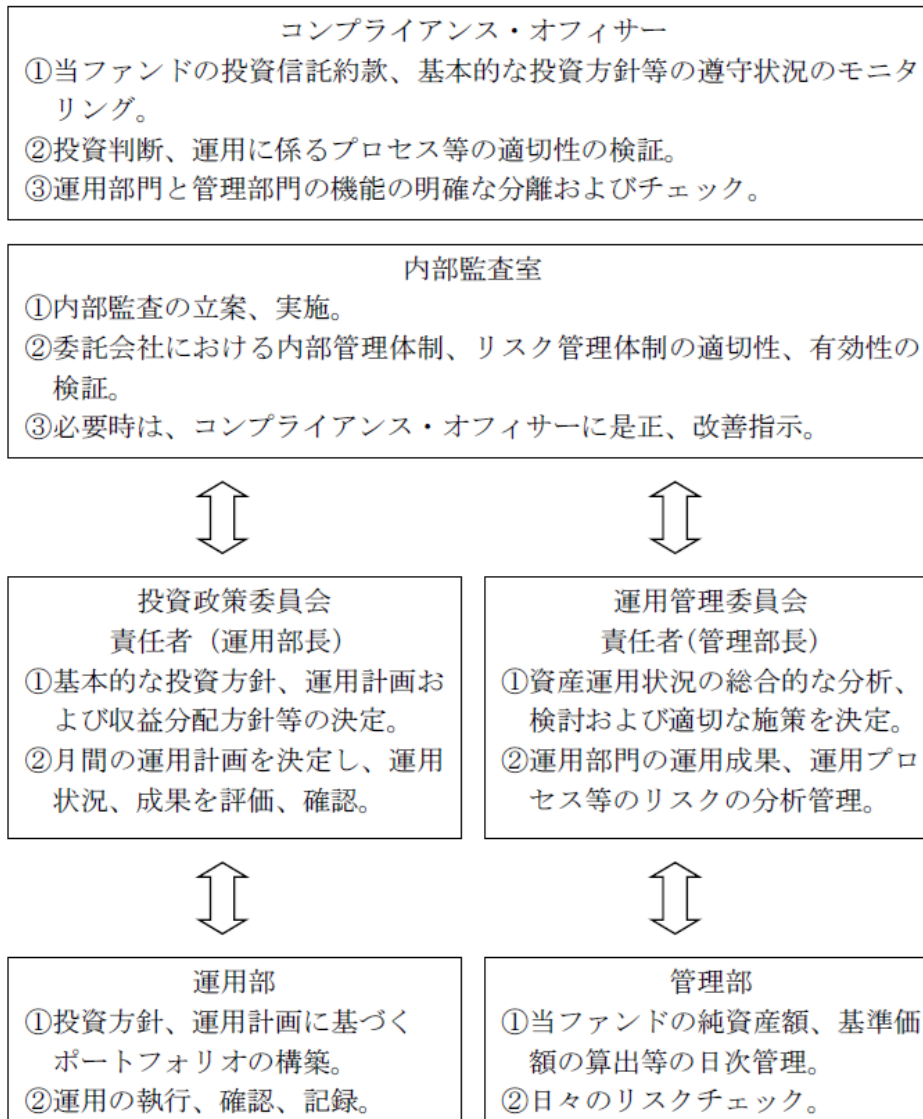 コンプライアンス・オフィサー
①当ファンドの投資信託約款、基本的な投資方針等の遵守状況のモニタ
リング。
②投資判断、運用に係るプロセス等の適切性の検証。
③運用部門と管理部門の機能の明確な分離およびチェック。
内部監査室
①内部監査の立案、実施。
②委託会社における内部管理体制、リスク管理体制の適切性、有効性の
検証。
③必要時は、コンプライアンス・オフィサーに是正、改善指示。
投資政策委員会
責任者（運用部長）
①基本的な投資方針、運用計画お
よび収益分配方針等の決定。
②月間の運用計画を決定し、運用
状況、成果を評価、確認。
運用管理委員会
責任者(管理部長)
①資産運用状況の総合的な分析、
検討および適切な施策を決定。
②運用部門の運用成果、運用プロ
セス等のリスクの分析管理。
運用部
①投資方針、運用計画に基づく
ポートフォリオの構築。
②運用の執行、確認、記録。
管理部
①当ファンドの純資産額、基準価
額の算出等の日次管理。
②日々のリスクチェック。